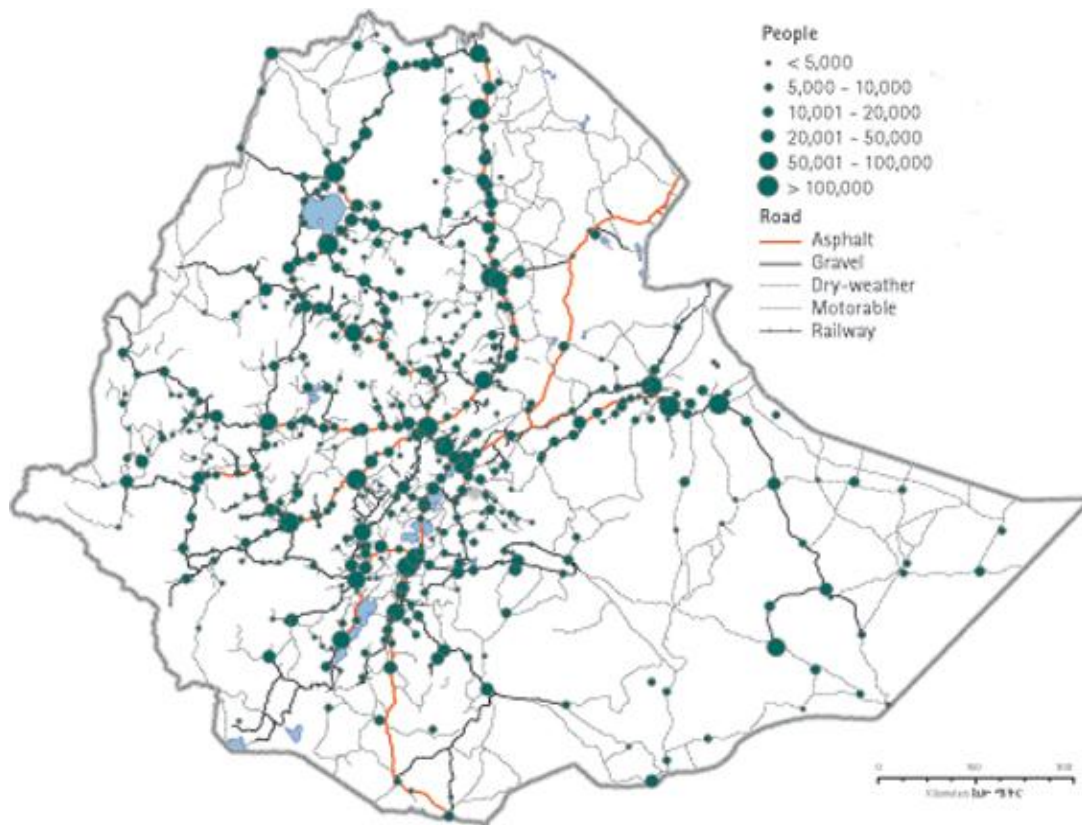 People
< 5,000
5,000 - 10,000
10,001 - 20,000
20,001 - 50,000
50,001 - 100,000
> 100,000
Road
Asphalt
Gravel
Dry-weather
Motorable
Railway
0